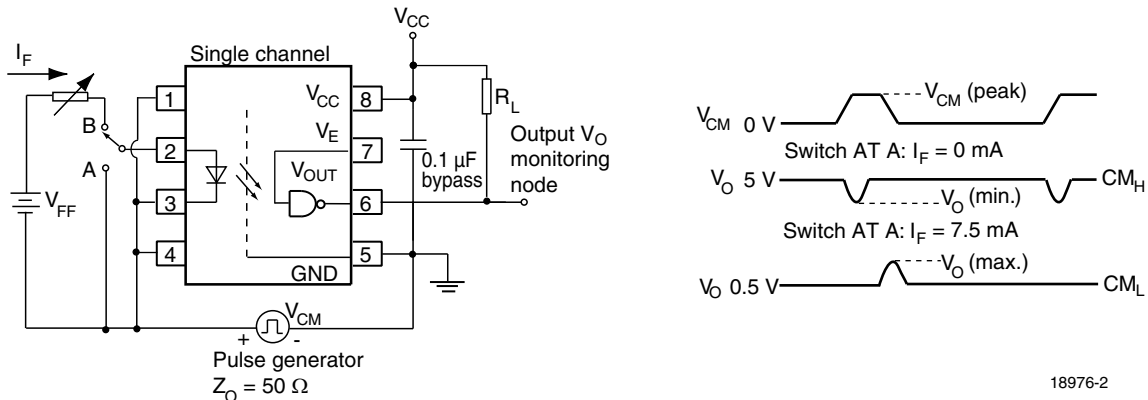 V_CC
Single channel
I_F
B
A
V_FF
1
2
3
4
V_CC
V_E
V_OUT
GND
8
7
6
5
R_L
0.1 μF
bypass
Output V_O
monitoring
node
V_CM
+ -
Pulse generator
Z_O = 50 Ω
V_CM (peak)
V_CM 0 V
Switch AT A: I_F = 0 mA
V_O 5 V
CM_H
V_O (min.)
Switch AT A: I_F = 7.5 mA
V_O (max.)
V_O 0.5 V
CM_L
18976-2